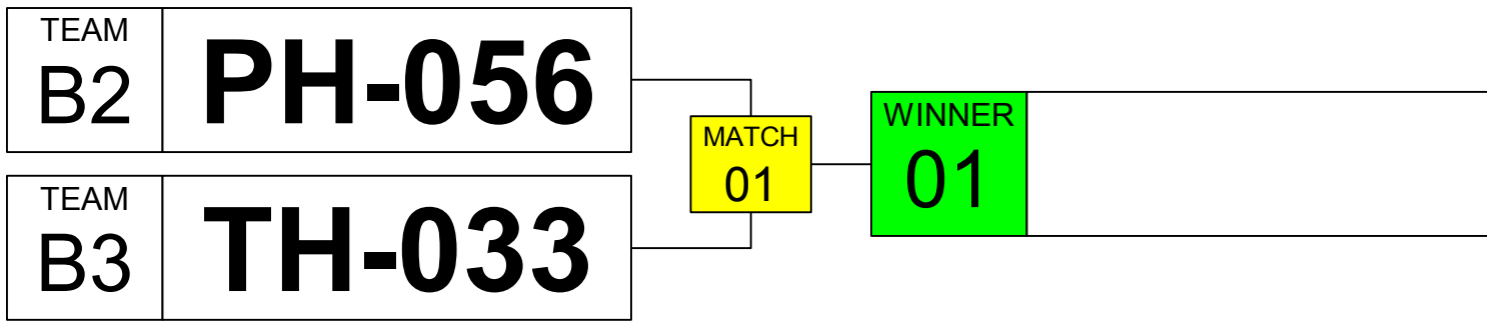 TEAM
B2
PH-056
TEAM
B3
TH-033
MATCH
01
WINNER
01